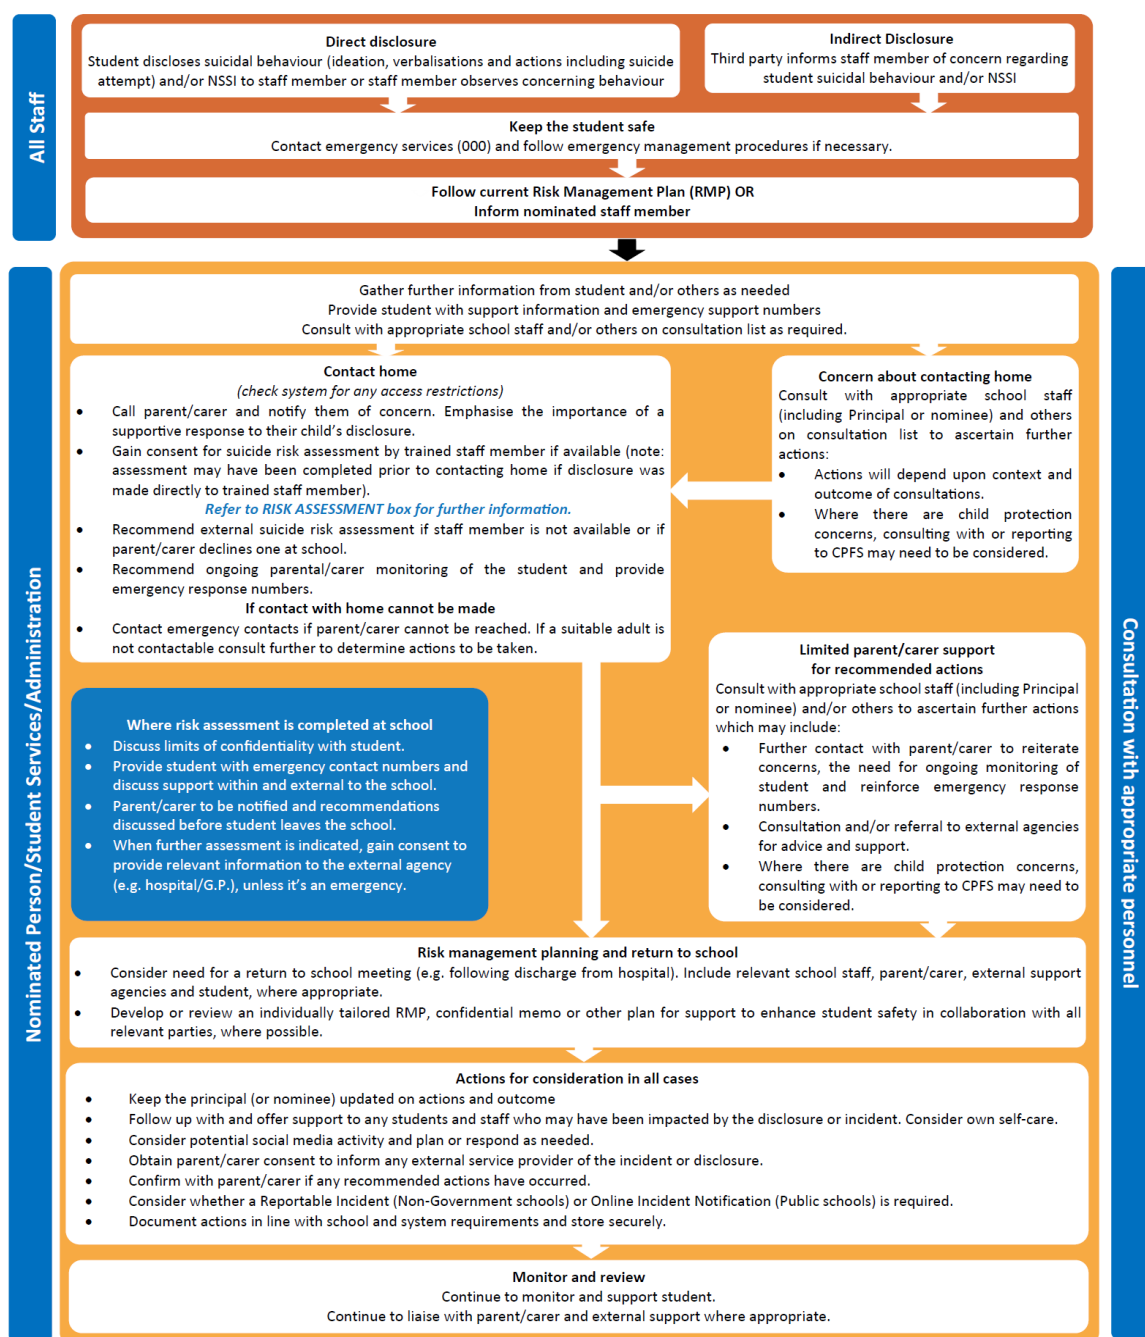 All Staff
Direct disclosure
Student discloses suicidal behaviour (ideation, verbalisations and actions including suicide
attempt) and/or NSSI to staff member or staff member observes concerning behaviour
Indirect Disclosure
Third party informs staff member of concern regarding
student suicidal behaviour and/or NSSI
Keep the student safe
Contact emergency services (000) and follow emergency management procedures if necessary.
Follow current Risk Management Plan (RMP) OR
Inform nominated staff member
Nominated Person/Student Services/Administration
Consultation with appropriate personnel
Gather further information from student and/or others as needed
Provide student with support information and emergency support numbers
Consult with appropriate school staff and/or others on consultation list as required.
Contact home
(check system for any access restrictions)
• Call parent/carer and notify them of concern. Emphasise the importance of a
supportive response to their child's disclosure.
• Gain consent for suicide risk assessment by trained staff member if available (note:
assessment may have been completed prior to contacting home if disclosure was
made directly to trained staff member).
Refer to RISK ASSESSMENT box for further information.
• Recommend external suicide risk assessment if staff member is not available or if
parent/carer declines one at school.
• Recommend ongoing parental/carer monitoring of the student and provide
emergency response numbers.
If contact with home cannot be made
• Contact emergency contacts if parent/carer cannot be reached. If a suitable adult is
not contactable consult further to determine actions to be taken.
Concern about contacting home
Consult with appropriate school staff
(including Principal or nominee) and others
on consultation list to ascertain further
actions:
• Actions will depend upon context and
outcome of consultations.
• Where there are child protection
concerns, consulting with or reporting
to CPFS may need to be considered.
Where risk assessment is completed at school
• Discuss limits of confidentiality with student.
• Provide student with emergency contact numbers and
discuss support within and external to the school.
• Parent/carer to be notified and recommendations
discussed before student leaves the school.
• When further assessment is indicated, gain consent to
provide relevant information to the external agency
(e.g. hospital/G.P.), unless it's an emergency.
Limited parent/carer support
for recommended actions
Consult with appropriate school staff (including Principal
or nominee) and/or others to ascertain further actions
which may include:
• Further contact with parent/carer to reiterate
concerns, the need for ongoing monitoring of
student and reinforce emergency response
numbers.
• Consultation and/or referral to external agencies
for advice and support.
• Where there are child protection concerns,
consulting with or reporting to CPFS may need to
be considered.
Risk management planning and return to school
• Consider need for a return to school meeting (e.g. following discharge from hospital). Include relevant school staff, parent/carer, external support
agencies and student, where appropriate.
• Develop or review an individually tailored RMP, confidential memo or other plan for support to enhance student safety in collaboration with all
relevant parties, where possible.
Actions for consideration in all cases
• Keep the principal (or nominee) updated on actions and outcome
• Follow up with and offer support to any students and staff who may have been impacted by the disclosure or incident. Consider own self-care.
• Consider potential social media activity and plan or respond as needed.
• Obtain parent/carer consent to inform any external service provider of the incident or disclosure.
• Confirm with parent/carer if any recommended actions have occurred.
• Consider whether a Reportable Incident (Non-Government schools) or Online Incident Notification (Public schools) is required.
• Document actions in line with school and system requirements and store securely.
Monitor and review
Continue to monitor and support student.
Continue to liaise with parent/carer and external support where appropriate.